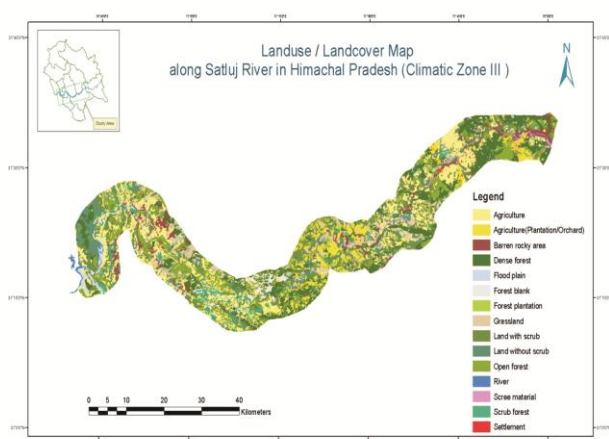 Landuse / Landcover Map
along Satluj River in Himachal Pradesh (Climatic Zone III )
N
Study Area
Legend
Agriculture
Agriculture(Plantation/Orchard)
Barren rocky area
Dense forest
Flood plain
Forest blank
Forest plantation
Grassland
Land with scrub
Land without scrub
Open forest
River
Scree material
Scrub forest
Settlement
0 5 10 20 30 40
Kilometers